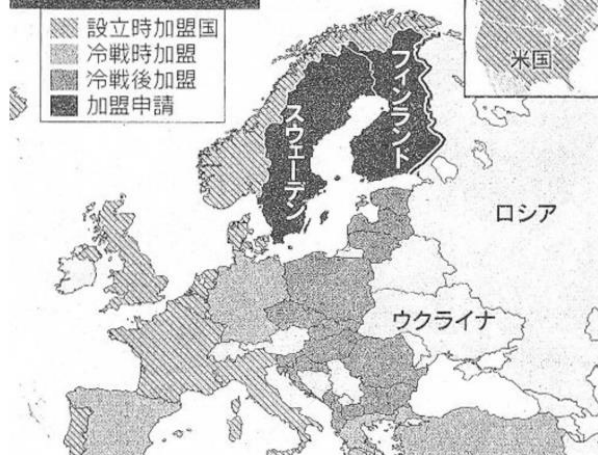 設立時加盟国
冷戦時加盟
冷戦後加盟
加盟申請
米国
フィンランド
スウェーデン
ロシア
ウクライナ